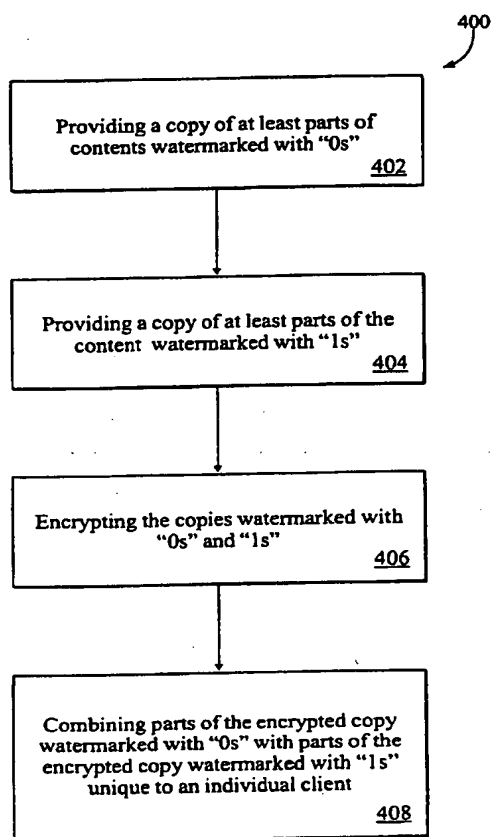 400
Providing a copy of at least parts of
contents watermarked with “0s”
402
Providing a copy of at least parts of the
content watermarked with “1s”
404
Encrypting the copies watermarked with
“0s” and “1s”
406
Combining parts of the encrypted copy
watermarked with “0s” with parts of the
encrypted copy watermarked with “1s”
unique to an individual client
408